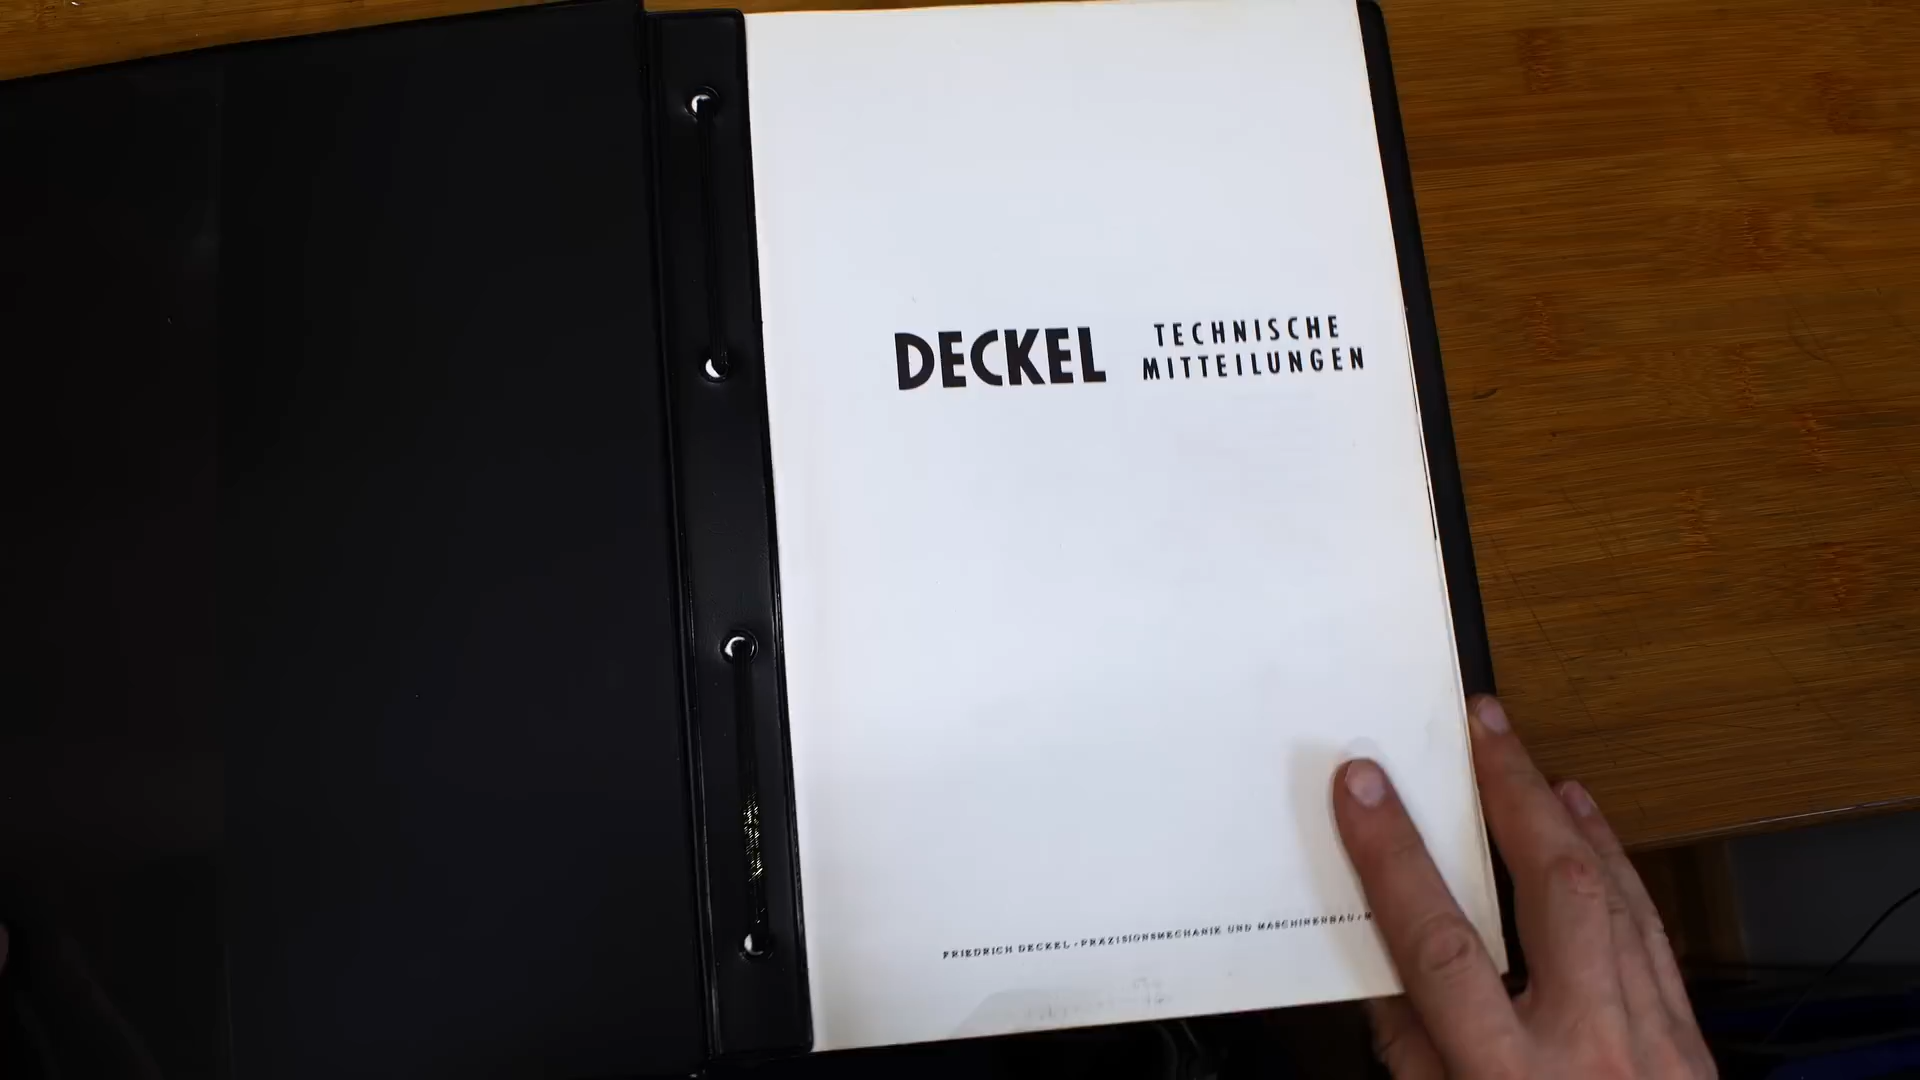 DECKEL
TECHNISCHE
MITTEILUNGEN
FRIEDRICH DECKEL · PRÄZISIONSMECHANIK UND MASCHINENBAU · M